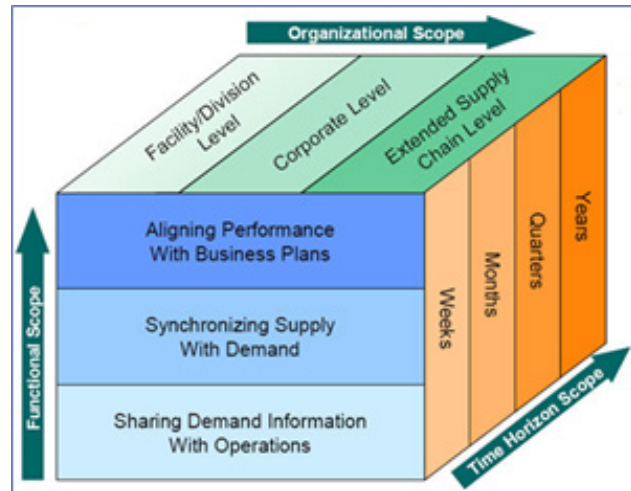 Organizational Scope
Facility/Division
Level
Corporate Level
Extended Supply
Chain Level
Functional Scope
Aligning Performance
With Business Plans
Synchronizing Supply
With Demand
Sharing Demand Information
With Operations
Weeks
Months
Quarters
Years
Time Horizon Scope